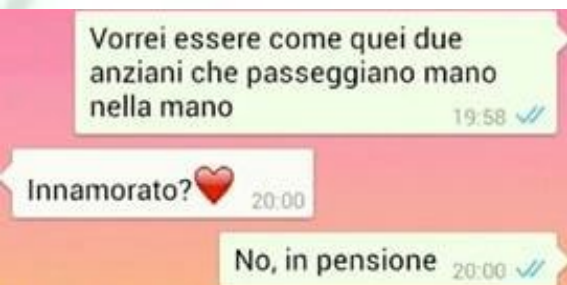 Vorrei essere come quei due
anziani che passeggiano mano
nella mano
19:58
Innamorato?❤️ 20:00
No, in pensione 20:00